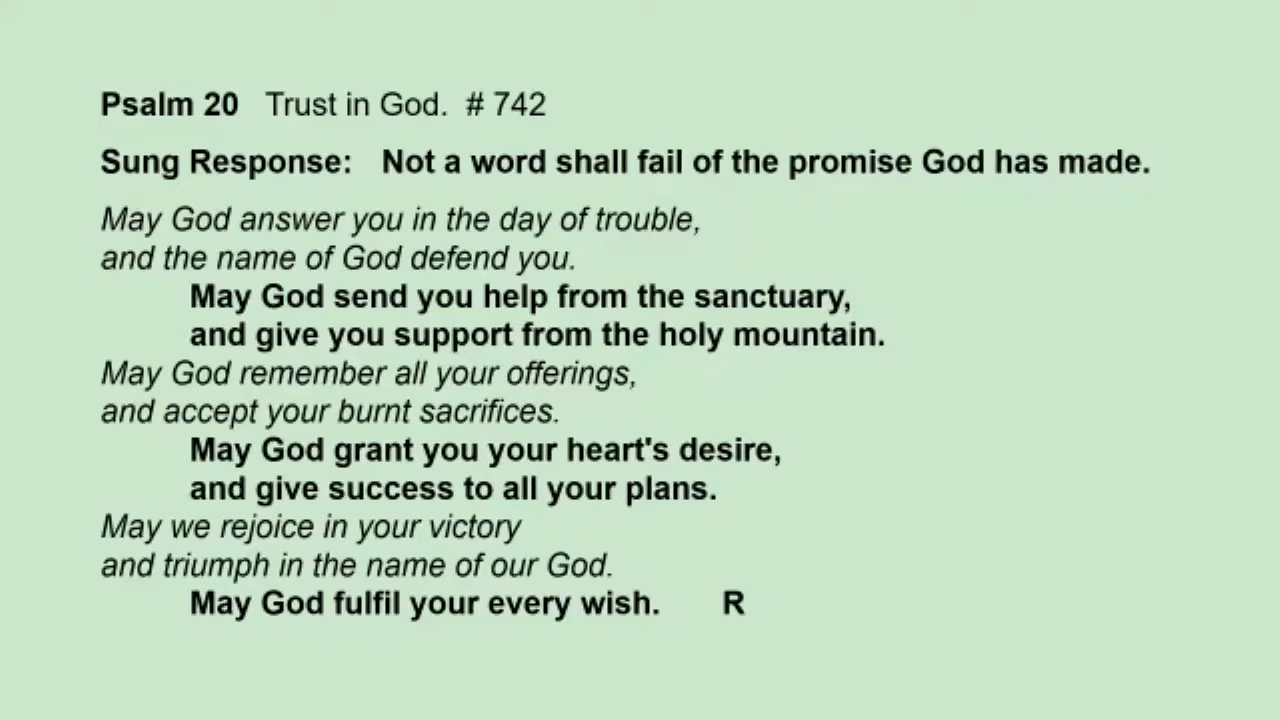 Psalm 20 Trust in God. # 742
Sung Response: Not a word shall fail of the promise God has made.
May God answer you in the day of trouble,
and the name of God defend you.
May God send you help from the sanctuary,
and give you support from the holy mountain.
May God remember all your offerings,
and accept your burnt sacrifices.
May God grant you your heart's desire,
and give success to all your plans.
May we rejoice in your victory
and triumph in the name of our God.
May God fulfil your every wish. R